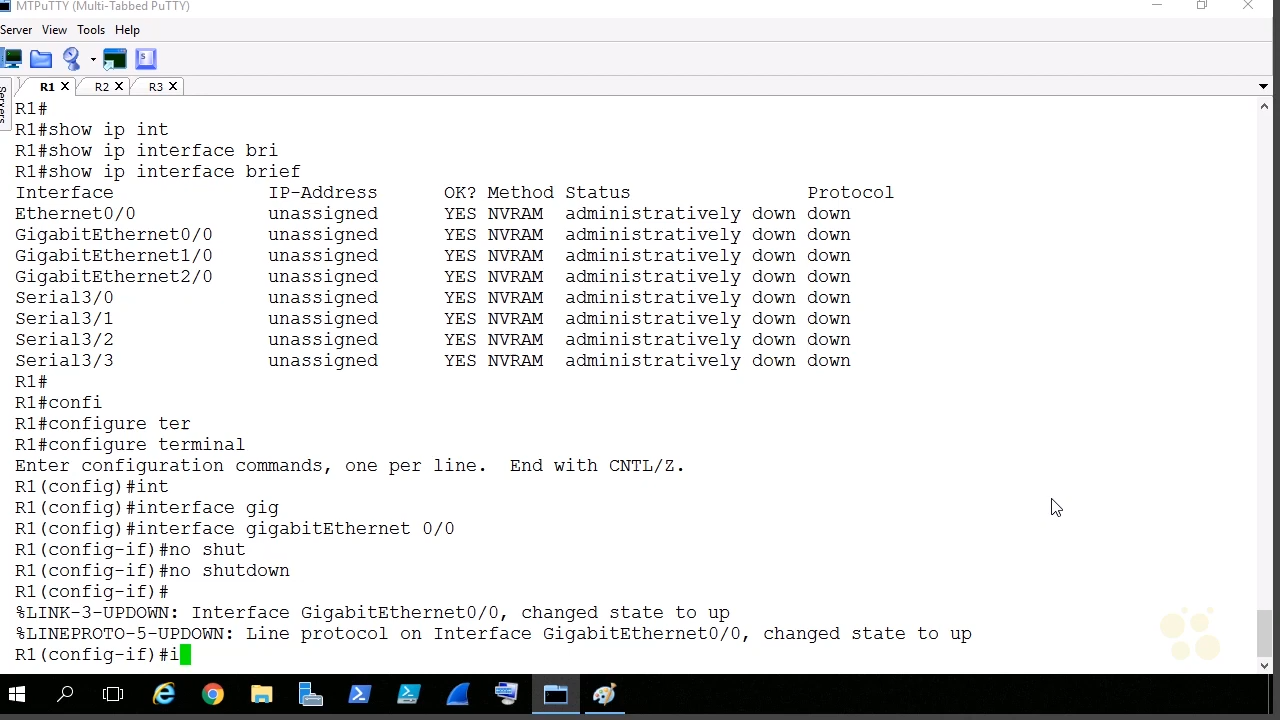 MTPuTTY (Multi-Tabbed PuTTY)
Server View Tools Help
R1 X R2 X R3 X
Servers
R1#
R1#show ip int
R1#show ip interface bri
R1#show ip interface brief
Interface IP-Address OK? Method Status Protocol
Ethernet0/0 unassigned YES NVRAM administratively down down
GigabitEthernet0/0 unassigned YES NVRAM administratively down down
GigabitEthernet1/0 unassigned YES NVRAM administratively down down
GigabitEthernet2/0 unassigned YES NVRAM administratively down down
Serial3/0 unassigned YES NVRAM administratively down down
Serial3/1 unassigned YES NVRAM administratively down down
Serial3/2 unassigned YES NVRAM administratively down down
Serial3/3 unassigned YES NVRAM administratively down down
R1#
R1#confi
R1#configure ter
R1#configure terminal
Enter configuration commands, one per line. End with CNTL/Z.
R1(config)#int
R1(config)#interface gig
R1(config)#interface gigabitEthernet 0/0
R1(config-if)#no shut
R1(config-if)#no shutdown
R1(config-if)#
%LINK-3-UPDOWN: Interface GigabitEthernet0/0, changed state to up
%LINEPROTO-5-UPDOWN: Line protocol on Interface GigabitEthernet0/0, changed state to up
R1(config-if)#i